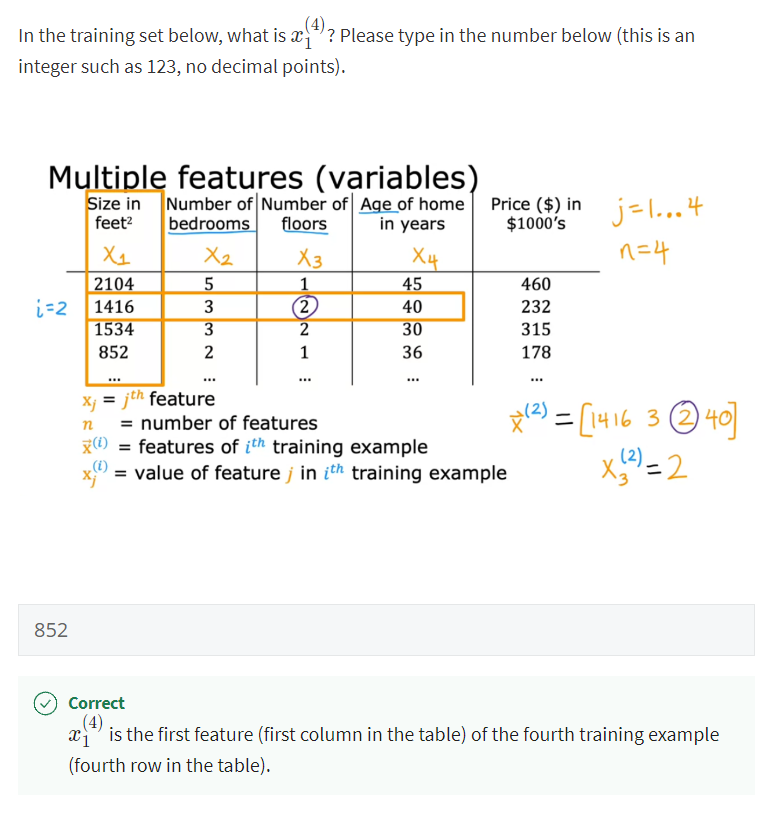 In the training set below, what is x₁⁽⁴⁾? Please type in the number below (this is an
integer such as 123, no decimal points).
Multiple features (variables)
Size in feet² Number of bedrooms Number of floors Age of home in years Price ($) in $1000's j=1...4
X₁ X₂ X₃ X₄ n=4
2104 5 1 45 460
i=2 1416 3 2 40 232
1534 3 2 30 315
852 2 1 36 178
... ... ... ... ...
xⱼ = jᵗʰ feature
n = number of features
x⃗⁽ⁱ⁾ = features of iᵗʰ training example
xⱼ⁽ⁱ⁾ = value of feature j in iᵗʰ training example
x⃗⁽²⁾ = [1416 3 2 40]
X₃⁽²⁾ = 2
852
Correct
x₁⁽⁴⁾ is the first feature (first column in the table) of the fourth training example
(fourth row in the table).